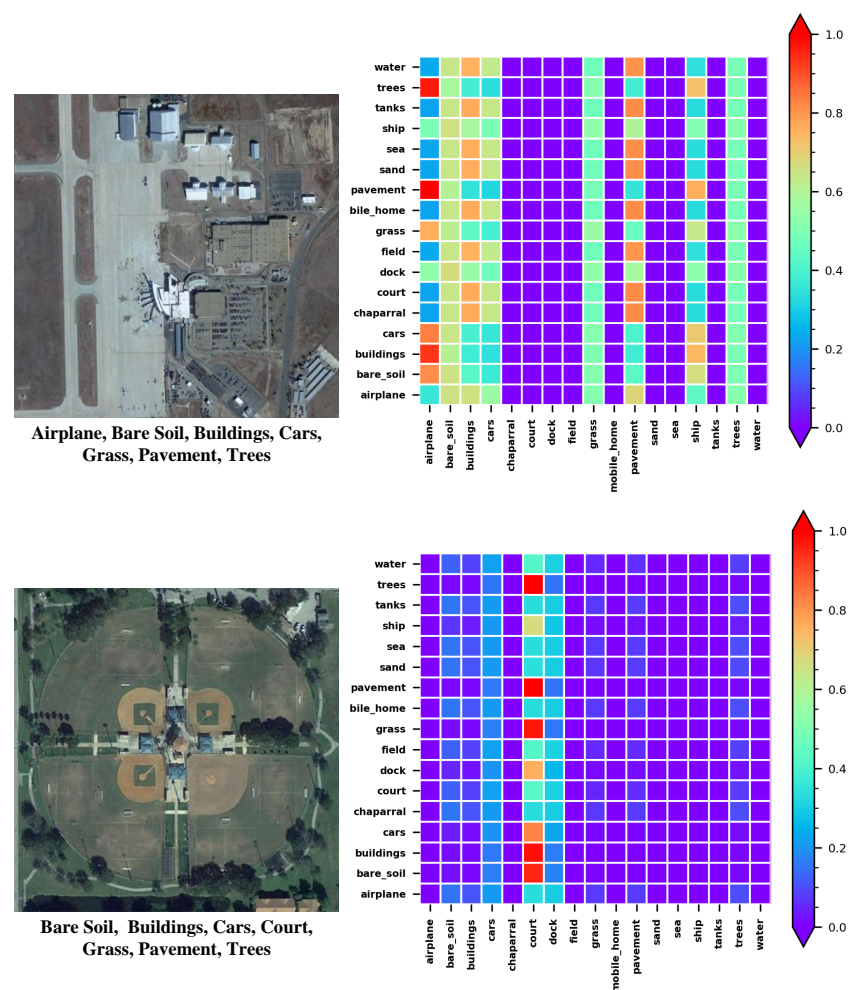 water
trees
tanks
ship
sea
sand
pavement
bile_home
grass
field
dock
court
chaparral
cars
buildings
bare_soil
airplane
airplane
bare_soil
buildings
cars
chaparral
court
dock
field
grass
mobile_home
pavement
sand
sea
ship
tanks
trees
water
1.0
0.8
0.6
0.4
0.2
0.0
Airplane, Bare Soil, Buildings, Cars,
Grass, Pavement, Trees
water
trees
tanks
ship
sea
sand
pavement
bile_home
grass
field
dock
court
chaparral
cars
buildings
bare_soil
airplane
airplane
bare_soil
buildings
cars
chaparral
court
dock
field
grass
mobile_home
pavement
sand
sea
ship
tanks
trees
water
1.0
0.8
0.6
0.4
0.2
0.0
Bare Soil, Buildings, Cars, Court,
Grass, Pavement, Trees